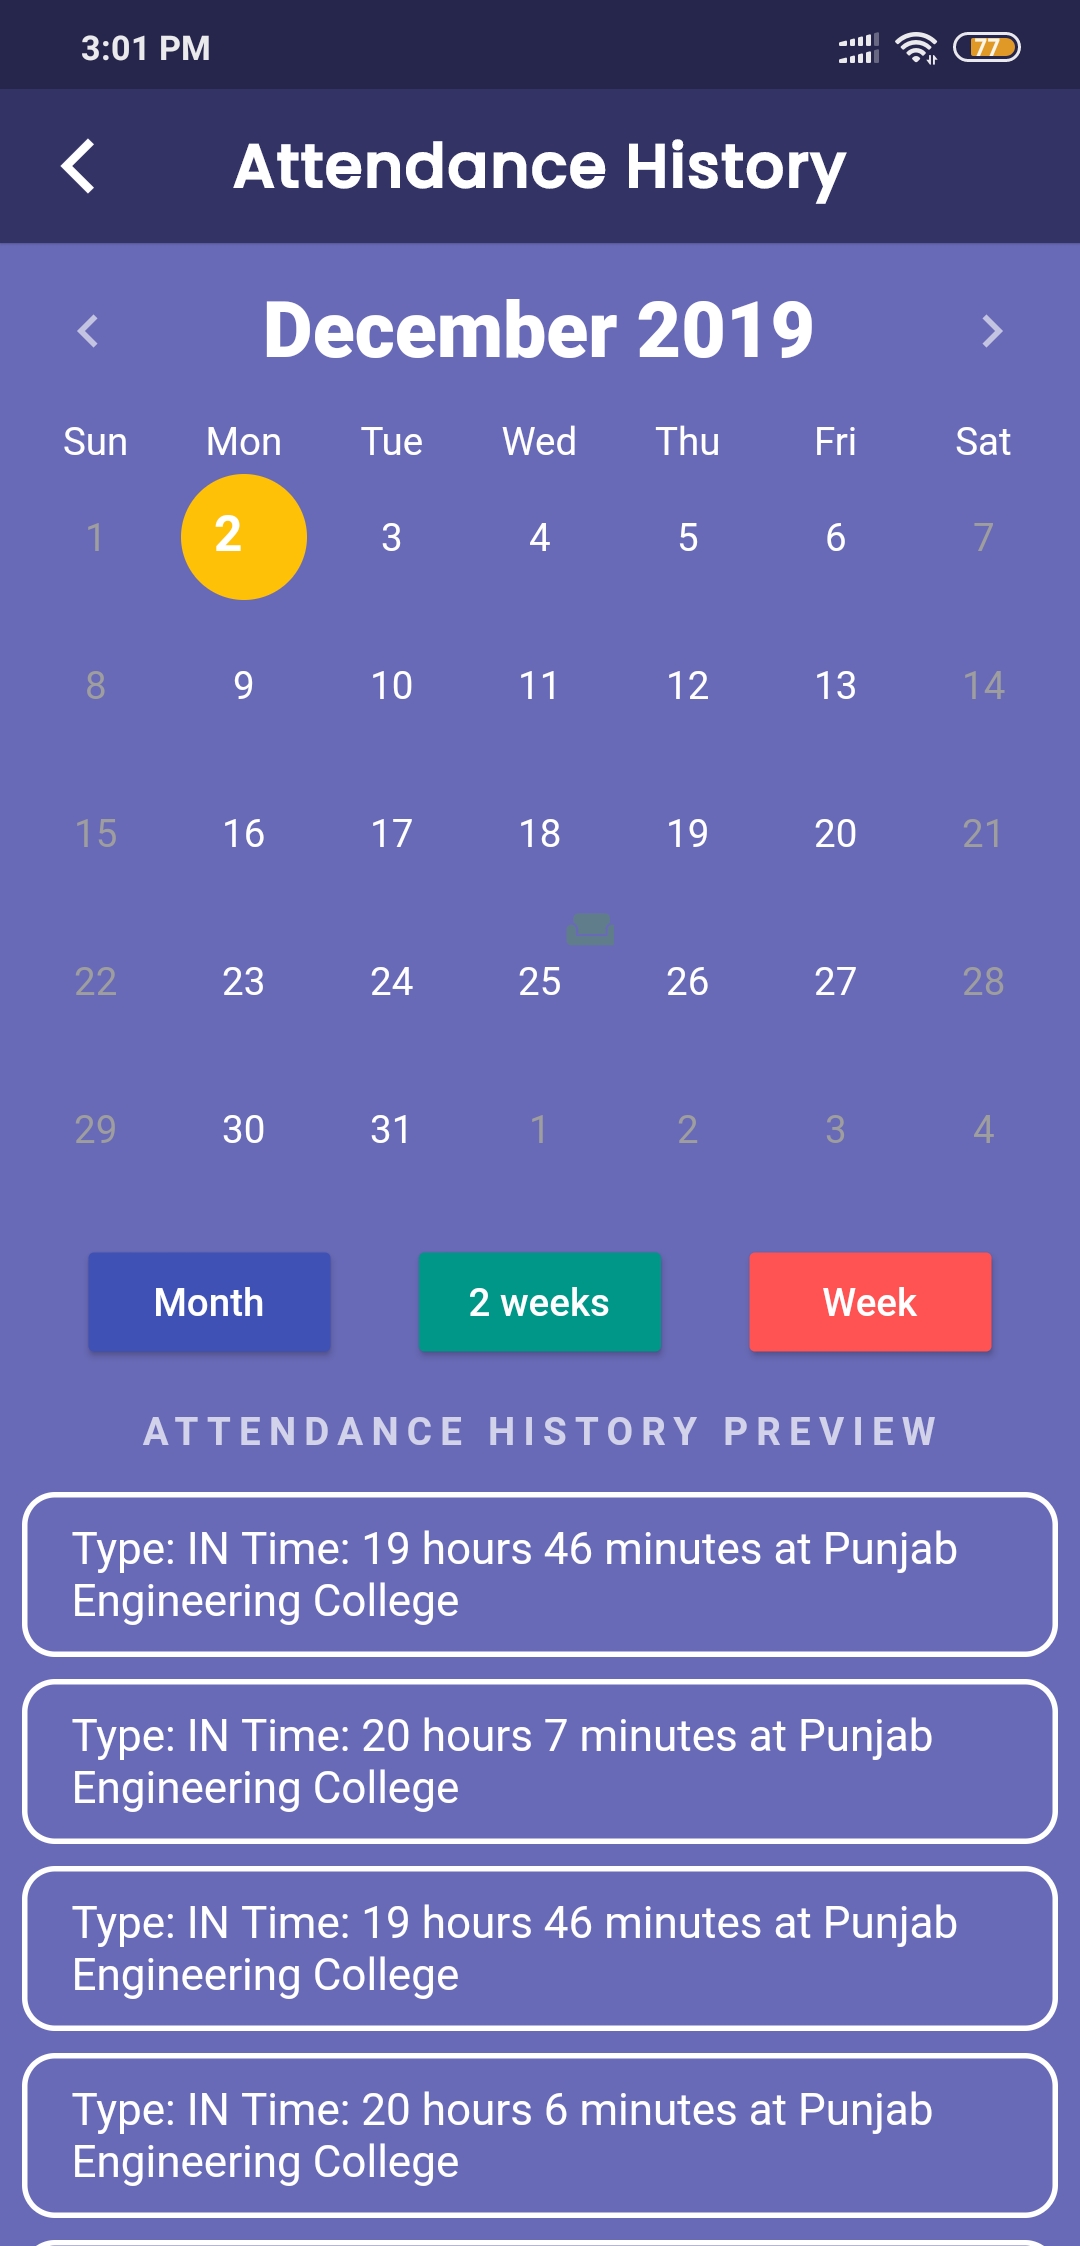 3:01 PM
77
Attendance History
December 2019
Sun Mon Tue Wed Thu Fri Sat
1 2 3 4 5 6 7
8 9 10 11 12 13 14
15 16 17 18 19 20 21
22 23 24 25 26 27 28
29 30 31 1 2 3 4
Month 2 weeks Week
ATTENDANCE HISTORY PREVIEW
Type: IN Time: 19 hours 46 minutes at Punjab
Engineering College
Type: IN Time: 20 hours 7 minutes at Punjab
Engineering College
Type: IN Time: 19 hours 46 minutes at Punjab
Engineering College
Type: IN Time: 20 hours 6 minutes at Punjab
Engineering College